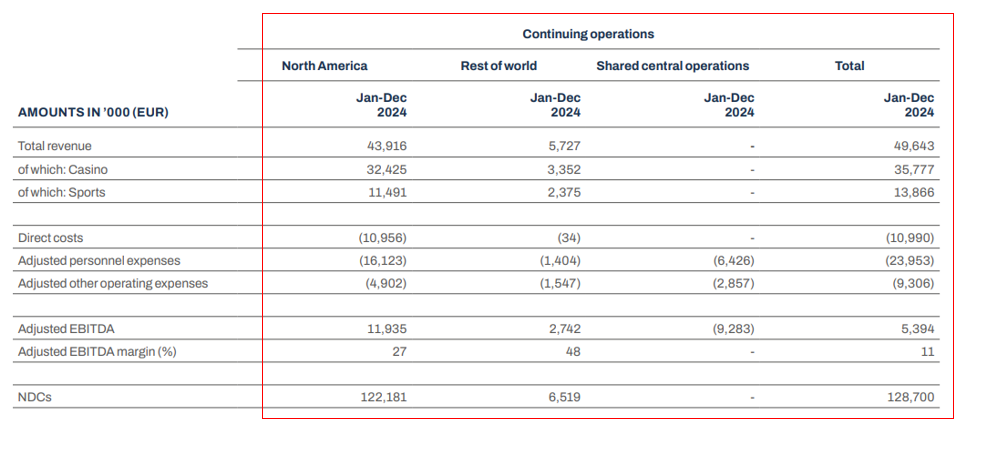 Continuing operations
North America Rest of world Shared central operations Total
Jan-Dec Jan-Dec Jan-Dec Jan-Dec
AMOUNTS IN ’000 (EUR) 2024 2024 2024 2024
Total revenue 43,916 5,727 - 49,643
of which: Casino 32,425 3,352 - 35,777
of which: Sports 11,491 2,375 - 13,866
Direct costs (10,956) (34) - (10,990)
Adjusted personnel expenses (16,123) (1,404) (6,426) (23,953)
Adjusted other operating expenses (4,902) (1,547) (2,857) (9,306)
Adjusted EBITDA 11,935 2,742 (9,283) 5,394
Adjusted EBITDA margin (%) 27 48 - 11
NDCs 122,181 6,519 - 128,700